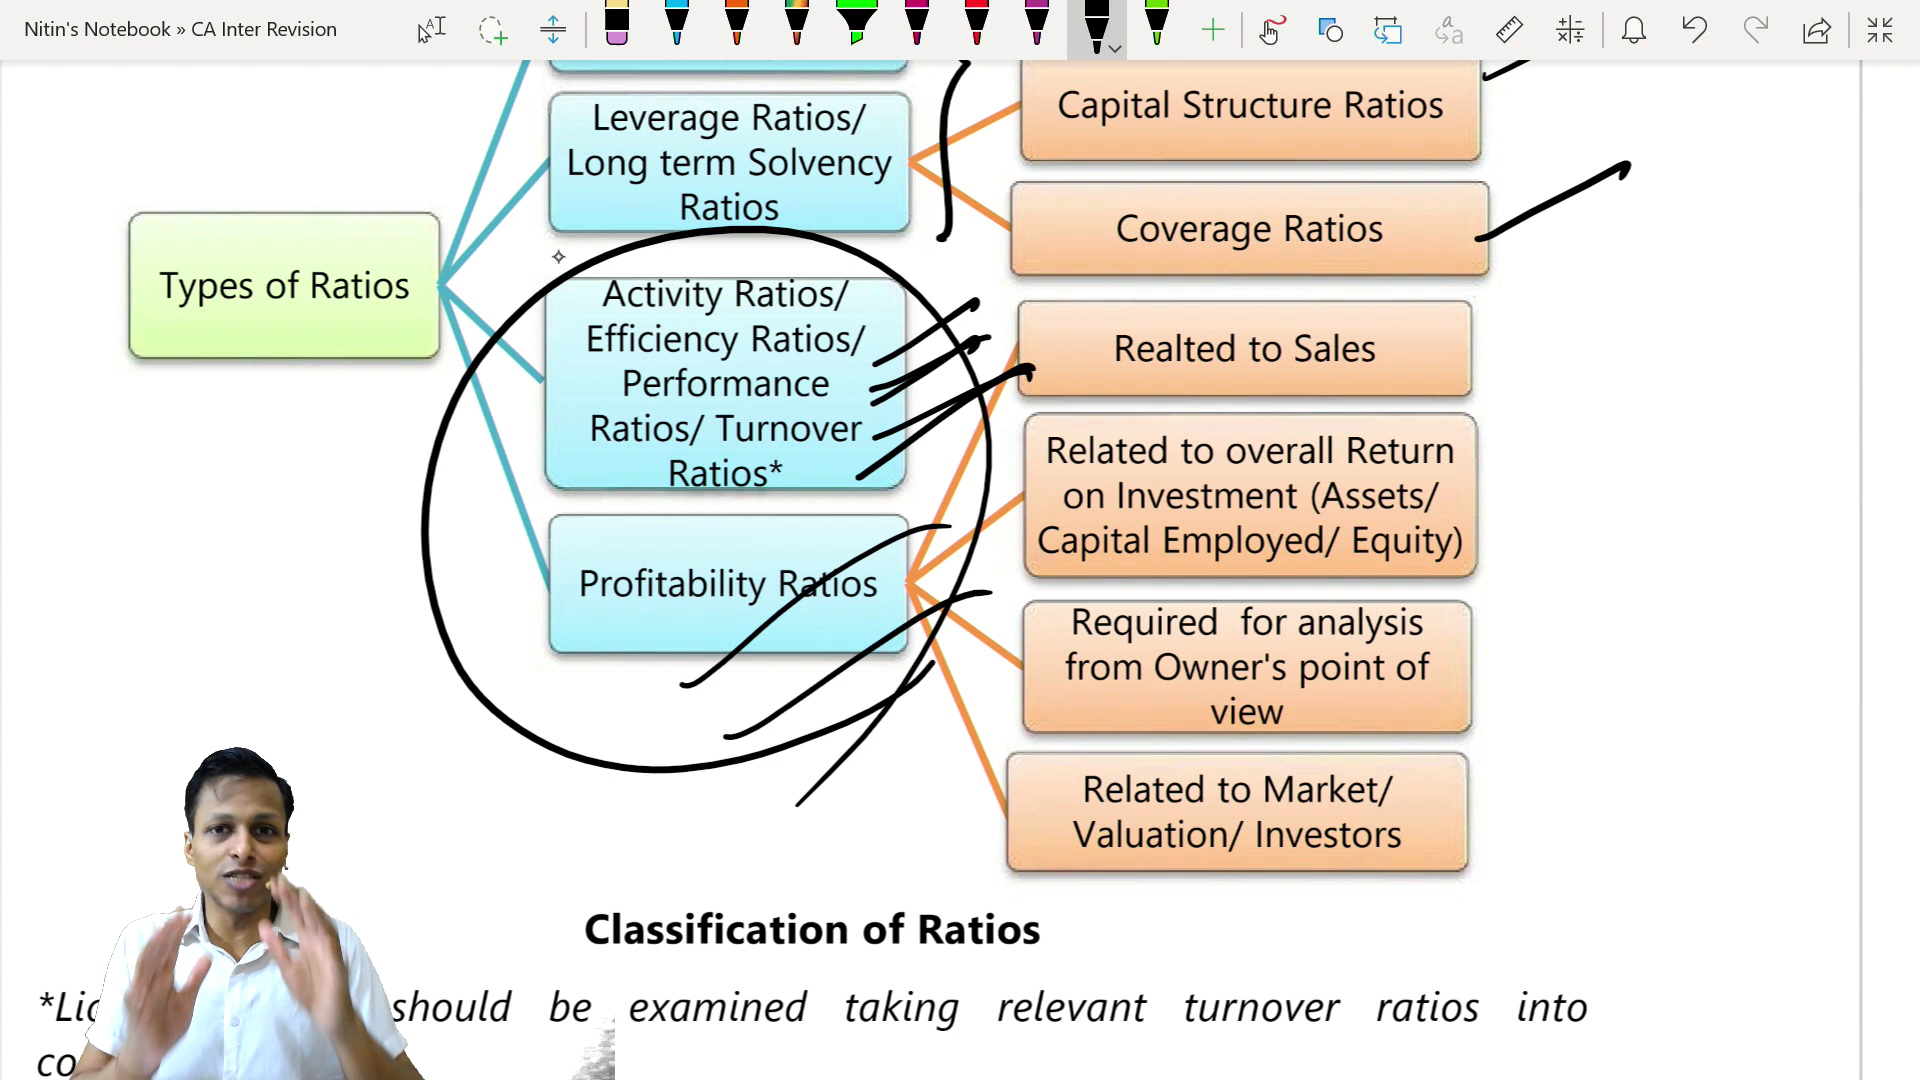 Nitin's Notebook » CA Inter Revision
Leverage Ratios/
Long term Solvency
Ratios
Capital Structure Ratios
Coverage Ratios
Types of Ratios
Activity Ratios/
Efficiency Ratios/
Performance
Ratios/ Turnover
Ratios*
Realted to Sales
Related to overall Return
on Investment (Assets/
Capital Employed/ Equity)
Profitability Ratios
Required for analysis
from Owner's point of
view
Related to Market/
Valuation/ Investors
Classification of Ratios
should be examined taking relevant turnover ratios into